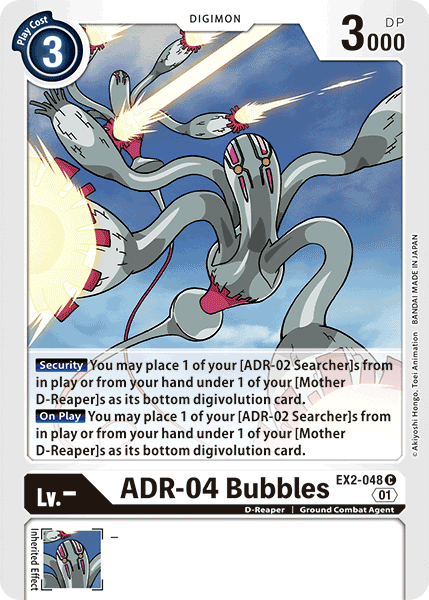 Play Cost
3
DIGIMON
DP
3000
Security You may place 1 of your [ADR-02 Searcher]s from
in play or from your hand under 1 of your [Mother
D-Reaper]s as its bottom digivolution card.
On Play You may place 1 of your [ADR-02 Searcher]s from
in play or from your hand under 1 of your [Mother
D-Reaper]s as its bottom digivolution card.
©Akiyoshi Hongo, Toei Animation BANDAI MADE IN JAPAN
Lv.–
ADR-04 Bubbles
EX2-048 C
01
D-Reaper | Ground Combat Agent
Inherited Effect
–